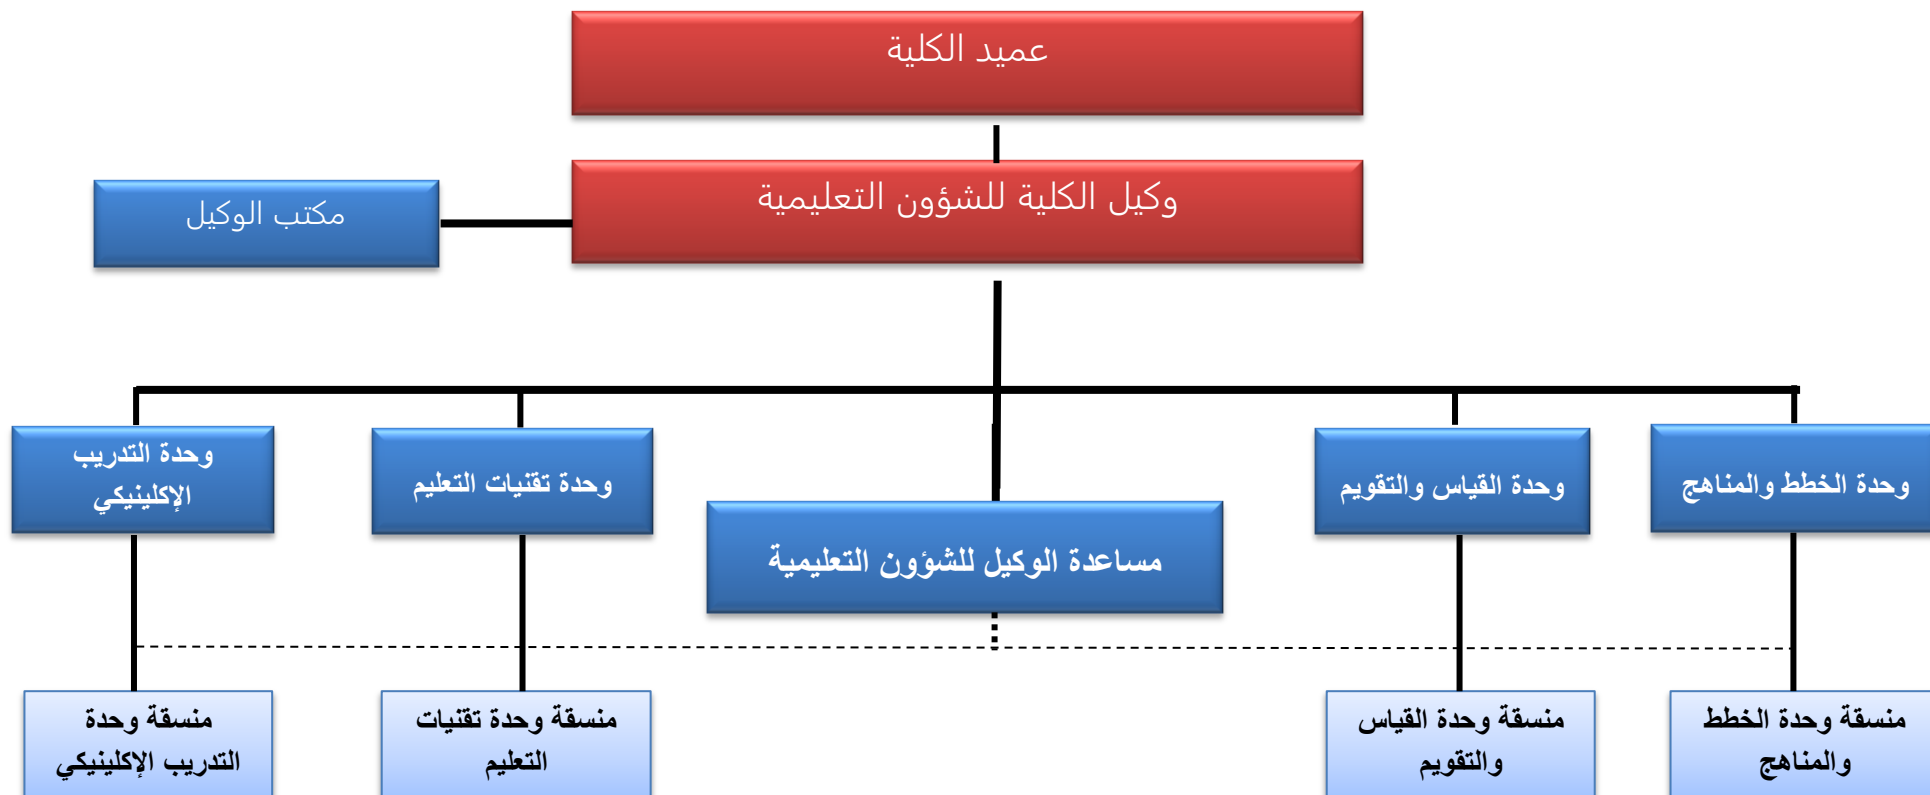 عميد الكلية
وكيل الكلية للشؤون التعليمية
مكتب الوكيل
وحدة الخطط والمناهج
وحدة القياس والتقويم
مساعدة الوكيل للشؤون التعليمية
وحدة تقنيات التعليم
وحدة التدريب
الإكلينيكي
منسقة وحدة الخطط
والمناهج
منسقة وحدة القياس
والتقويم
منسقة وحدة تقنيات
التعليم
منسقة وحدة
التدريب الإكلينيكي